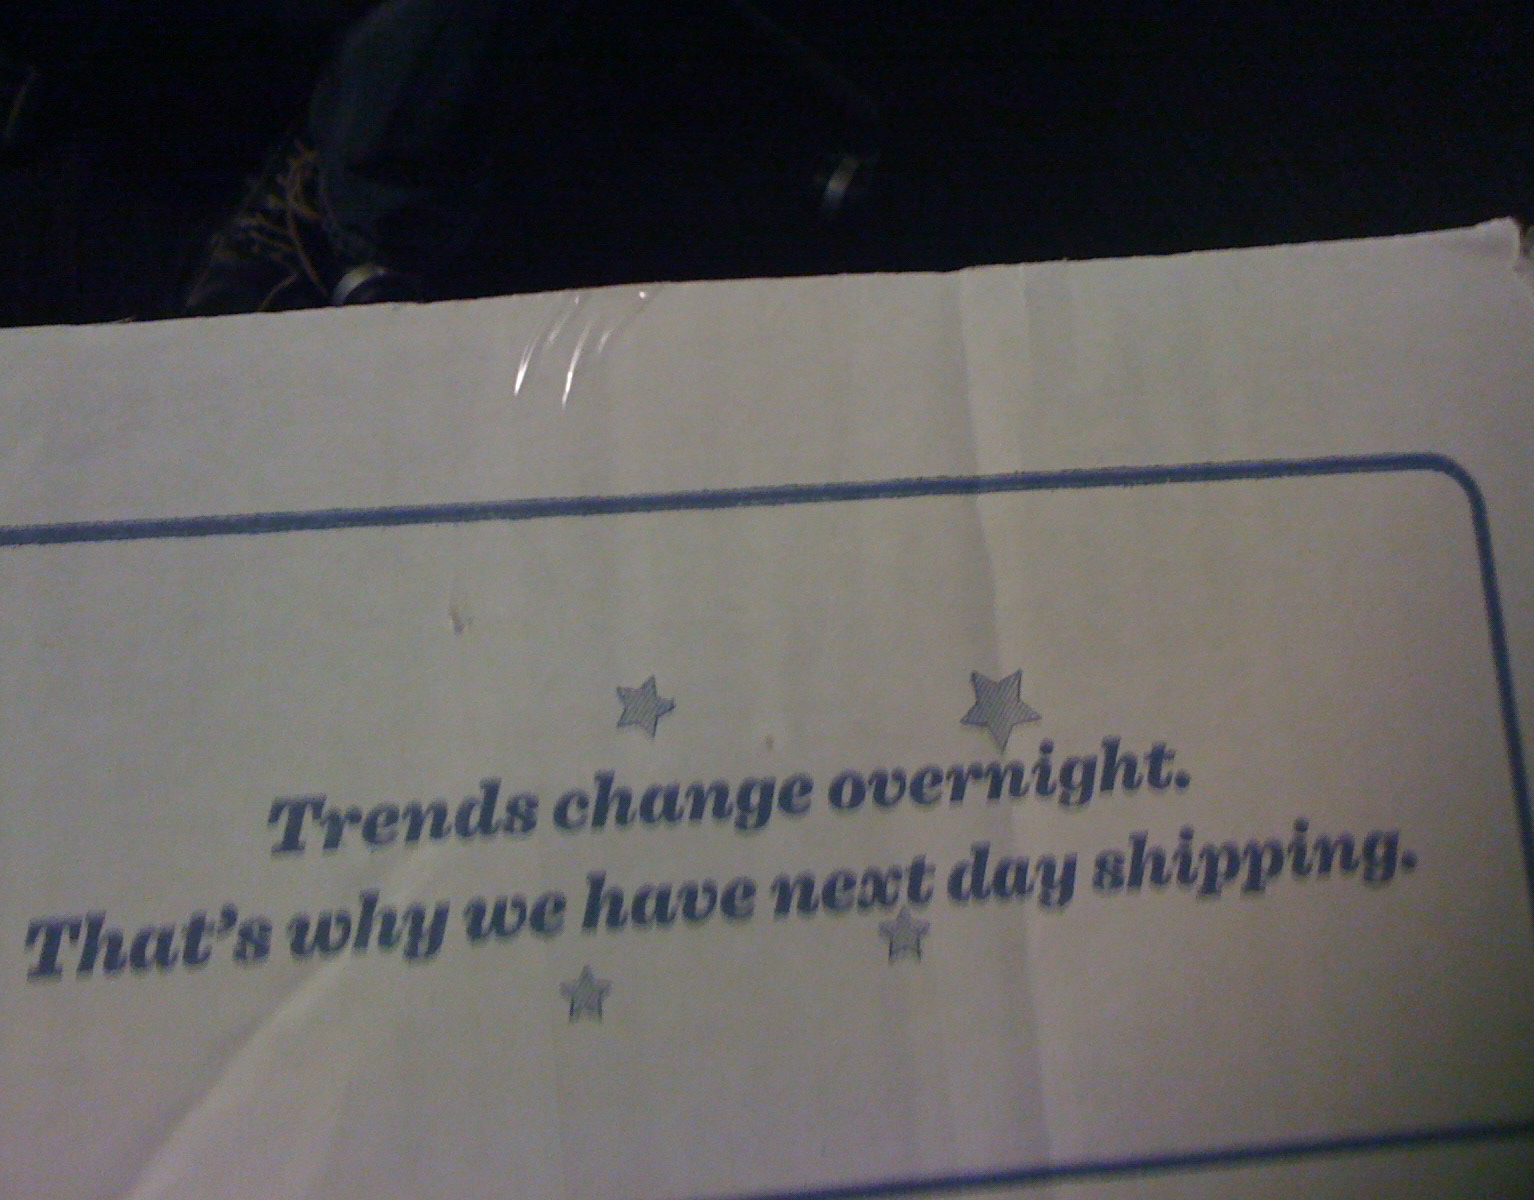 Trends change overnight.
That's why we have next day shipping.